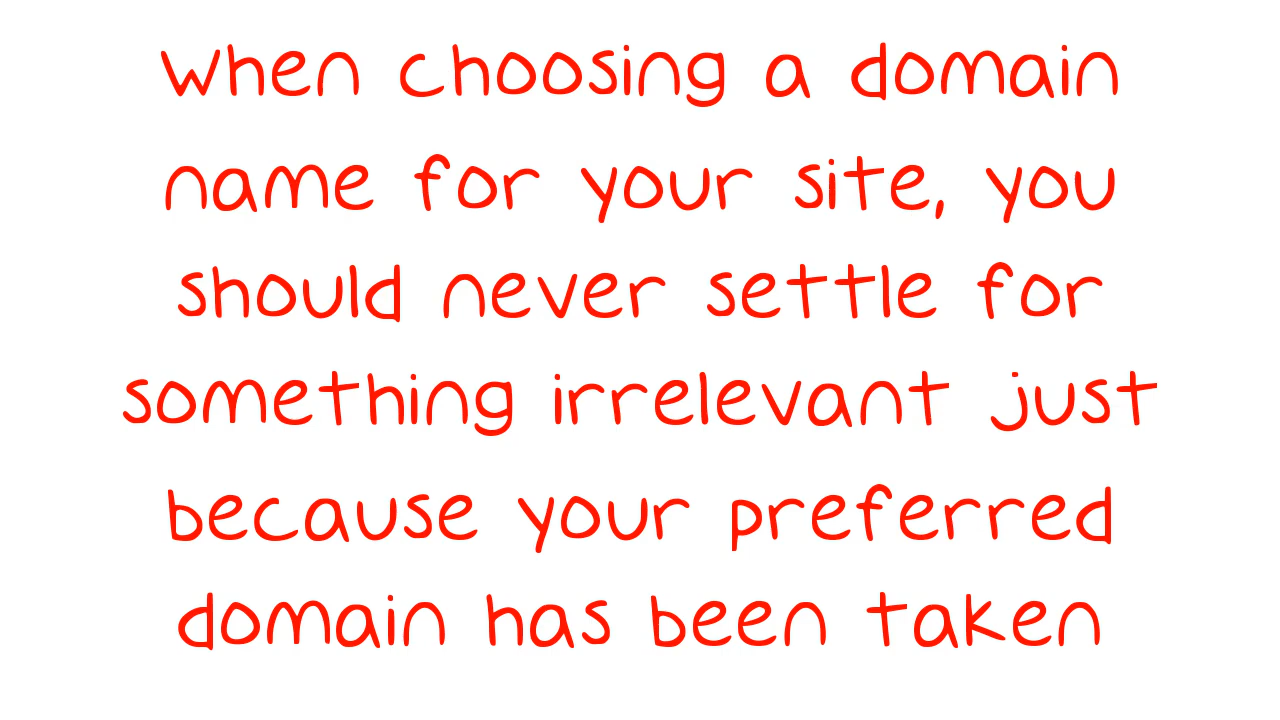 When choosing a domain
name for your site, you
should never settle for
something irrelevant just
because your preferred
domain has been taken